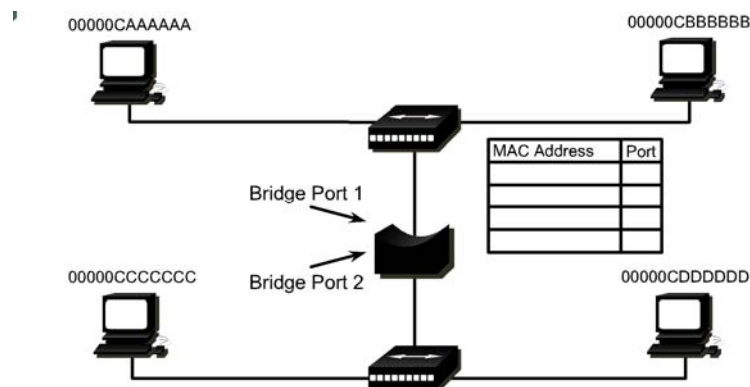 00000CAAAAAA
00000CBBBBBB
MAC Address Port
Bridge Port 1
Bridge Port 2
00000CCCCCCC
00000CDDDDDD